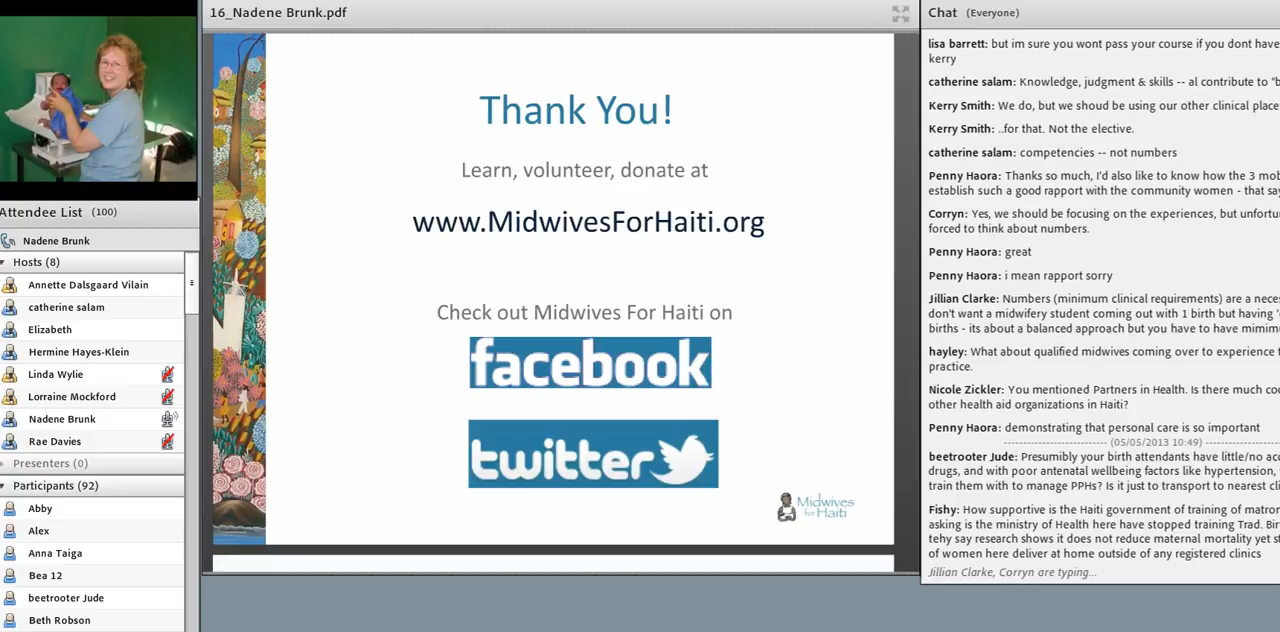 16_Nadene Brunk.pdf
Thank You!
Learn, volunteer, donate at
www.MidwivesForHaiti.org
Check out Midwives For Haiti on
facebook
twitter
Midwives
for Haiti
Attendee List (100)
Nadene Brunk
Hosts (8)
Annette Dalsgaard Vilain
catherine salam
Elizabeth
Hermine Hayes-Klein
Linda Wylie
Lorraine Mockford
Nadene Brunk
Rae Davies
Presenters (0)
Participants (92)
Abby
Alex
Anna Taiga
Bea 12
beetrooter Jude
Beth Robson
Chat (Everyone)
lisa barrett: but im sure you wont pass your course if you dont have
kerry
catherine salam: Knowledge, judgment & skills -- al contribute to "b
Kerry Smith: We do, but we shoud be using our other clinical place
Kerry Smith: ..for that. Not the elective.
catherine salam: competencies -- not numbers
Penny Haora: Thanks so much, I'd also like to know how the 3 mob
establish such a good rapport with the community women - that say
Corryn: Yes, we should be focusing on the experiences, but unfortu
forced to think about numbers.
Penny Haora: great
Penny Haora: i mean rapport sorry
Jillian Clarke: Numbers (minimum clinical requirements) are a neces
don't want a midwifery student coming out with 1 birth but having '
births - its about a balanced approach but you have to have mimim
hayley: What about qualified midwives coming over to experience t
practice.
Nicole Zickler: You mentioned Partners in Health. Is there much coo
other health aid organizations in Haiti?
Penny Haora: demonstrating that personal care is so important
(05/05/2013 10:49)
beetrooter Jude: Presumably your birth attendants have little/no acc
drugs, and with poor antenatal wellbeing factors like hypertension,
train them with to manage PPHs? Is it just to transport to nearest cli
Fishy: How supportive is the Haiti government of training of matron
asking is the ministry of Health here have stopped training Trad. Bir
tehy say research shows it does not reduce maternal mortality yet st
of women here deliver at home outside of any registered clinics
Jillian Clarke, Corryn are typing...